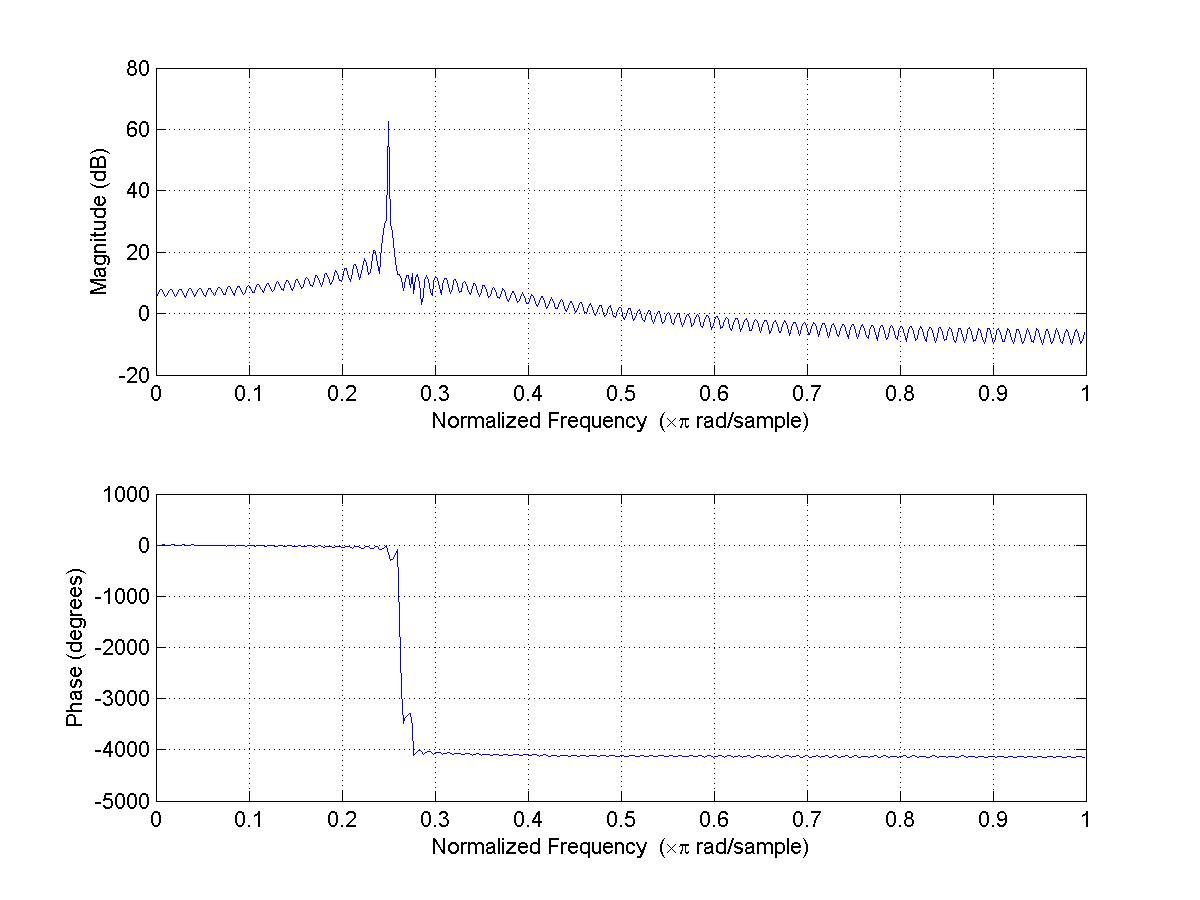 80
60
40
20
0
-20
Magnitude (dB)
0 0.1 0.2 0.3 0.4 0.5 0.6 0.7 0.8 0.9 1
Normalized Frequency (×π rad/sample)
1000
0
-1000
-2000
-3000
-4000
-5000
Phase (degrees)
0 0.1 0.2 0.3 0.4 0.5 0.6 0.7 0.8 0.9 1
Normalized Frequency (×π rad/sample)